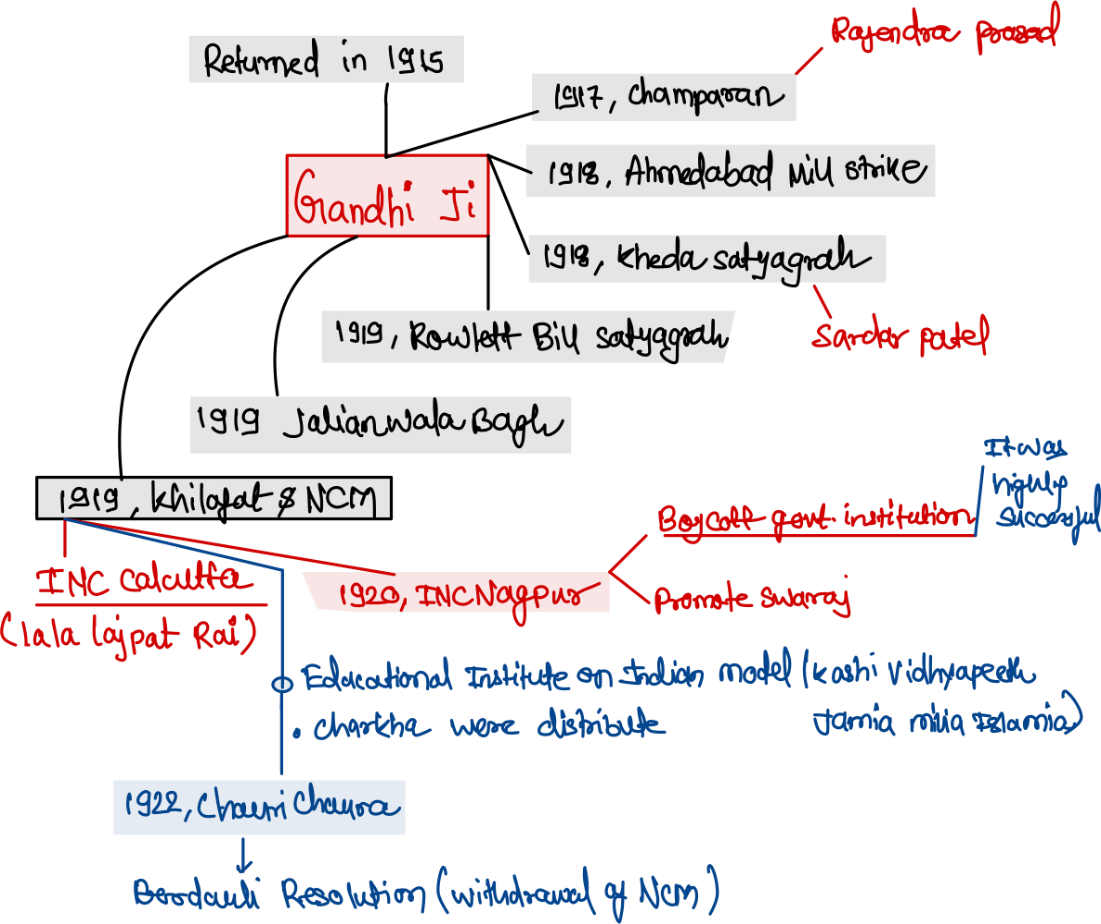 Rajendra prasad
Returned in 1915
1917, Champaran
1918, Ahmedabad Mill strike
Gandhi Ji
1918, Kheda satyagrah
1919, Rowlett Bill satyagrah
Sardar patel
1919 Jalianwala Bagh
It was
highly
successful
1919, Khilafat & NCM
Boycott govt. institution
INC Calcutta
1920, INC Nagpur
Promote swaraj
(lala lajpat Rai)
Educational Institute on Indian model (Kashi Vidhyapeeth
• charkha were distribute
Jamia milia Islamia)
1922, Chauri Chaura
Bardauli Resolution (withdrawal of NCM)